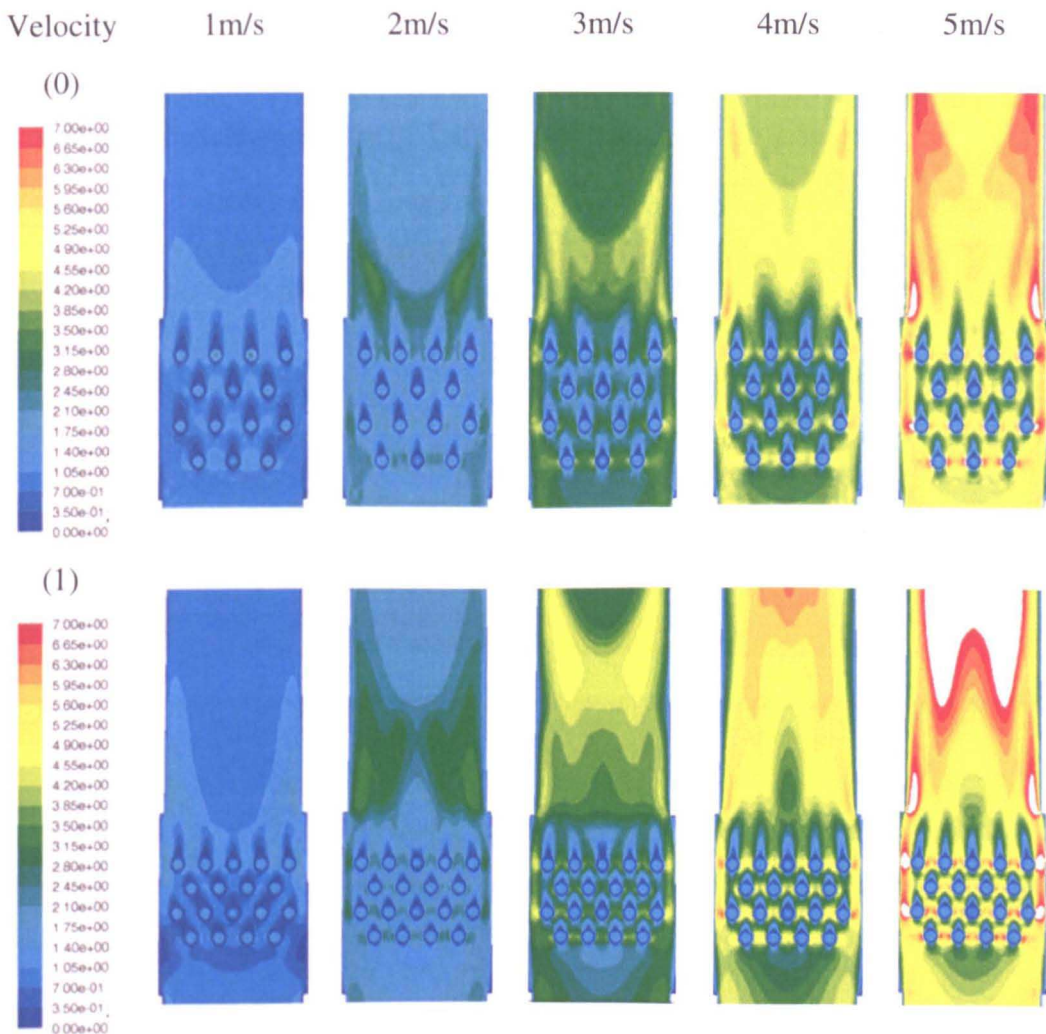 Velocity 1m/s 2m/s 3m/s 4m/s 5m/s
(0)
7.00e+00
6.65e+00
6.30e+00
5.95e+00
5.60e+00
5.25e+00
4.90e+00
4.55e+00
4.20e+00
3.85e+00
3.50e+00
3.15e+00
2.80e+00
2.45e+00
2.10e+00
1.75e+00
1.40e+00
1.05e+00
7.00e-01
3.50e-01
0.00e+00
(1)
7.00e+00
6.65e+00
6.30e+00
5.95e+00
5.60e+00
5.25e+00
4.90e+00
4.55e+00
4.20e+00
3.85e+00
3.50e+00
3.15e+00
2.80e+00
2.45e+00
2.10e+00
1.75e+00
1.40e+00
1.05e+00
7.00e-01
3.50e-01
0.00e+00